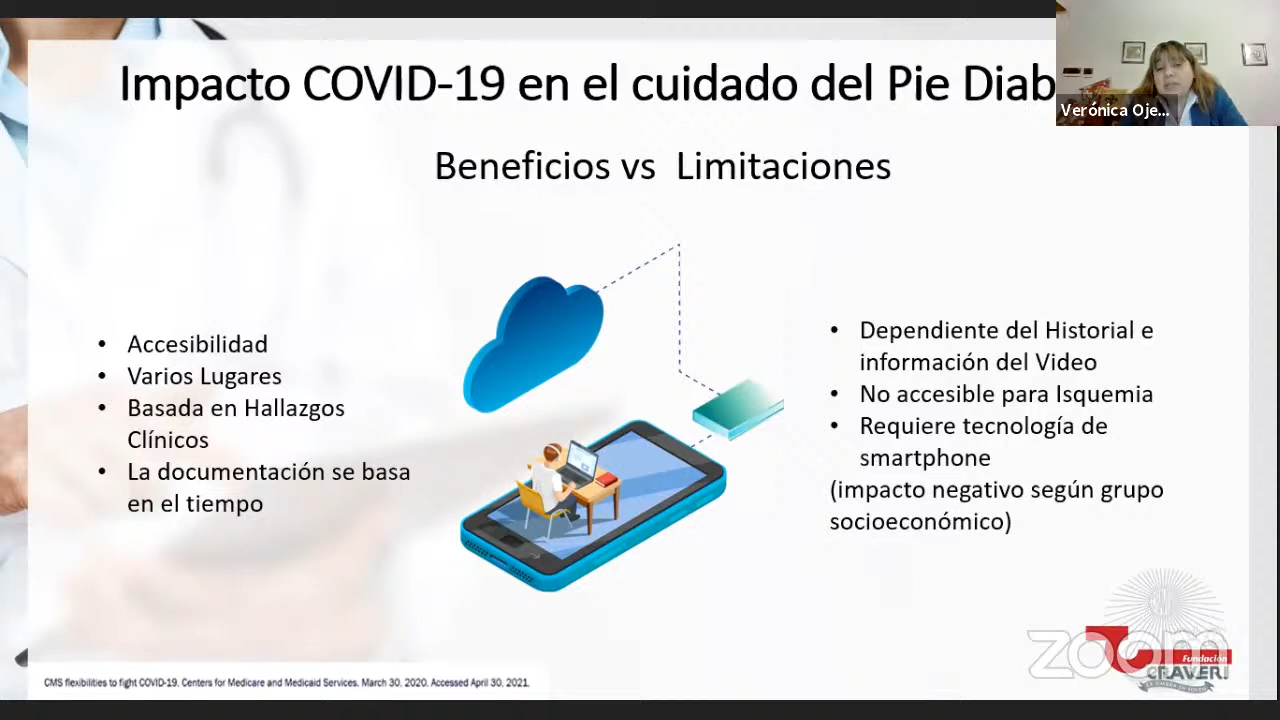 Impacto COVID-19 en el cuidado del Pie Diab
Verónica Oje...
Beneficios vs Limitaciones
• Accesibilidad
• Varios Lugares
• Basada en Hallazgos
Clínicos
• La documentación se basa
en el tiempo
• Dependiente del Historial e
información del Video
• No accesible para Isquemia
• Requiere tecnología de
smartphone
(impacto negativo según grupo
socioeconómico)
zoom
Fundación
CRAVERI
CMS flexibilities to fight COVID-19. Centers for Medicare and Medicaid Services. March 30, 2020. Accessed April 30, 2021.